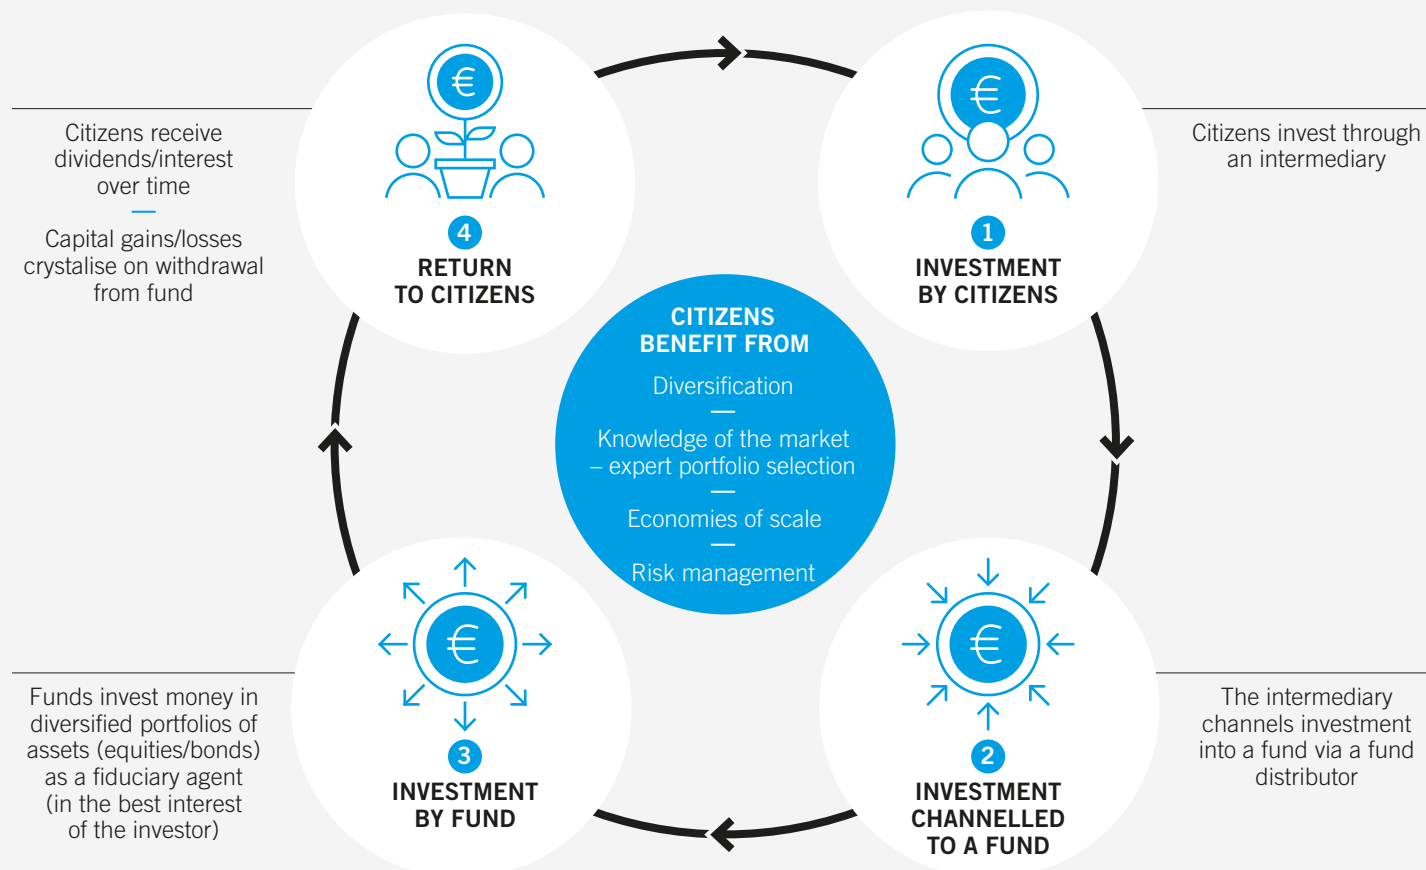 €
4
RETURN
TO CITIZENS
Citizens receive
dividends/interest
over time
Capital gains/losses
crystalise on withdrawal
from fund
€
1
INVESTMENT
BY CITIZENS
Citizens invest through
an intermediary
CITIZENS
BENEFIT FROM
Diversification
Knowledge of the market
– expert portfolio selection
Economies of scale
Risk management
€
3
INVESTMENT
BY FUND
Funds invest money in
diversified portfolios of
assets (equities/bonds)
as a fiduciary agent
(in the best interest
of the investor)
€
2
INVESTMENT
CHANNELLED
TO A FUND
The intermediary
channels investment
into a fund via a fund
distributor